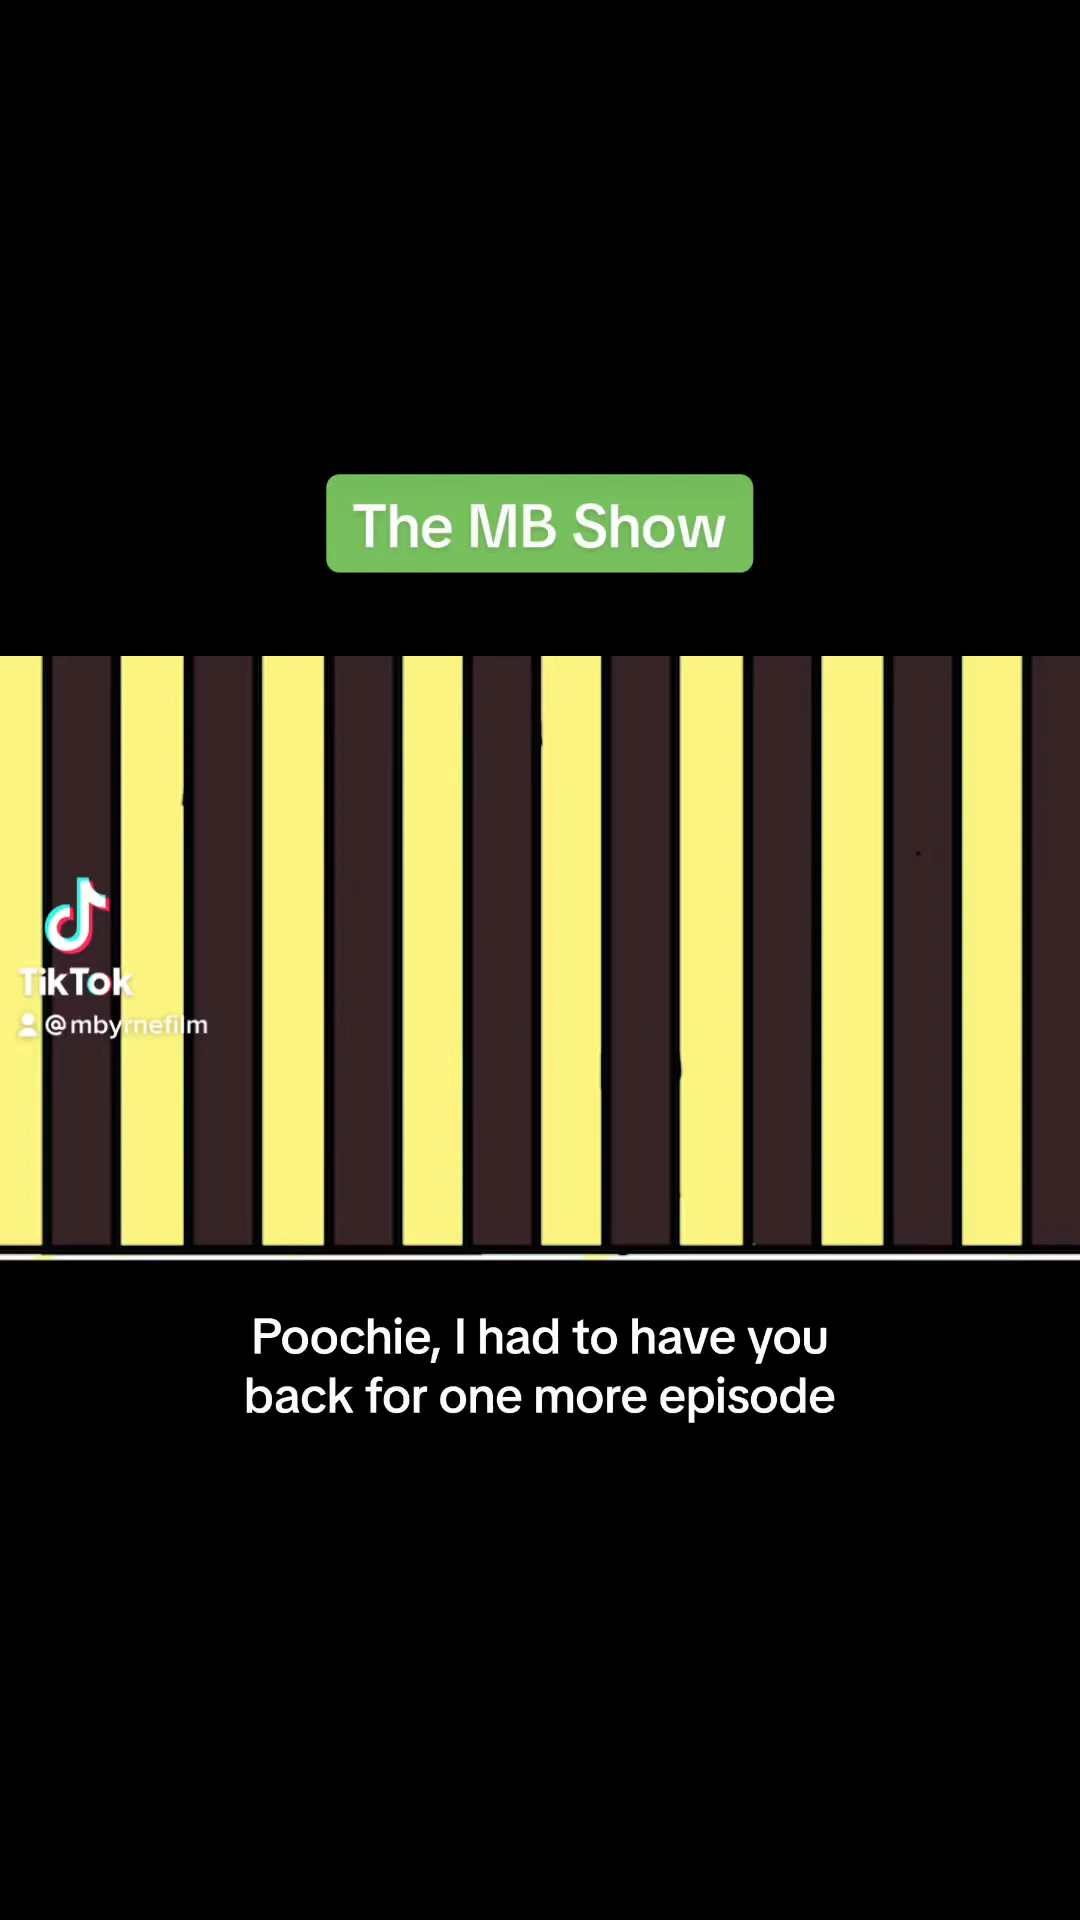 The MB Show
TikTok
@mbyrnefilm
Poochie, I had to have you
back for one more episode